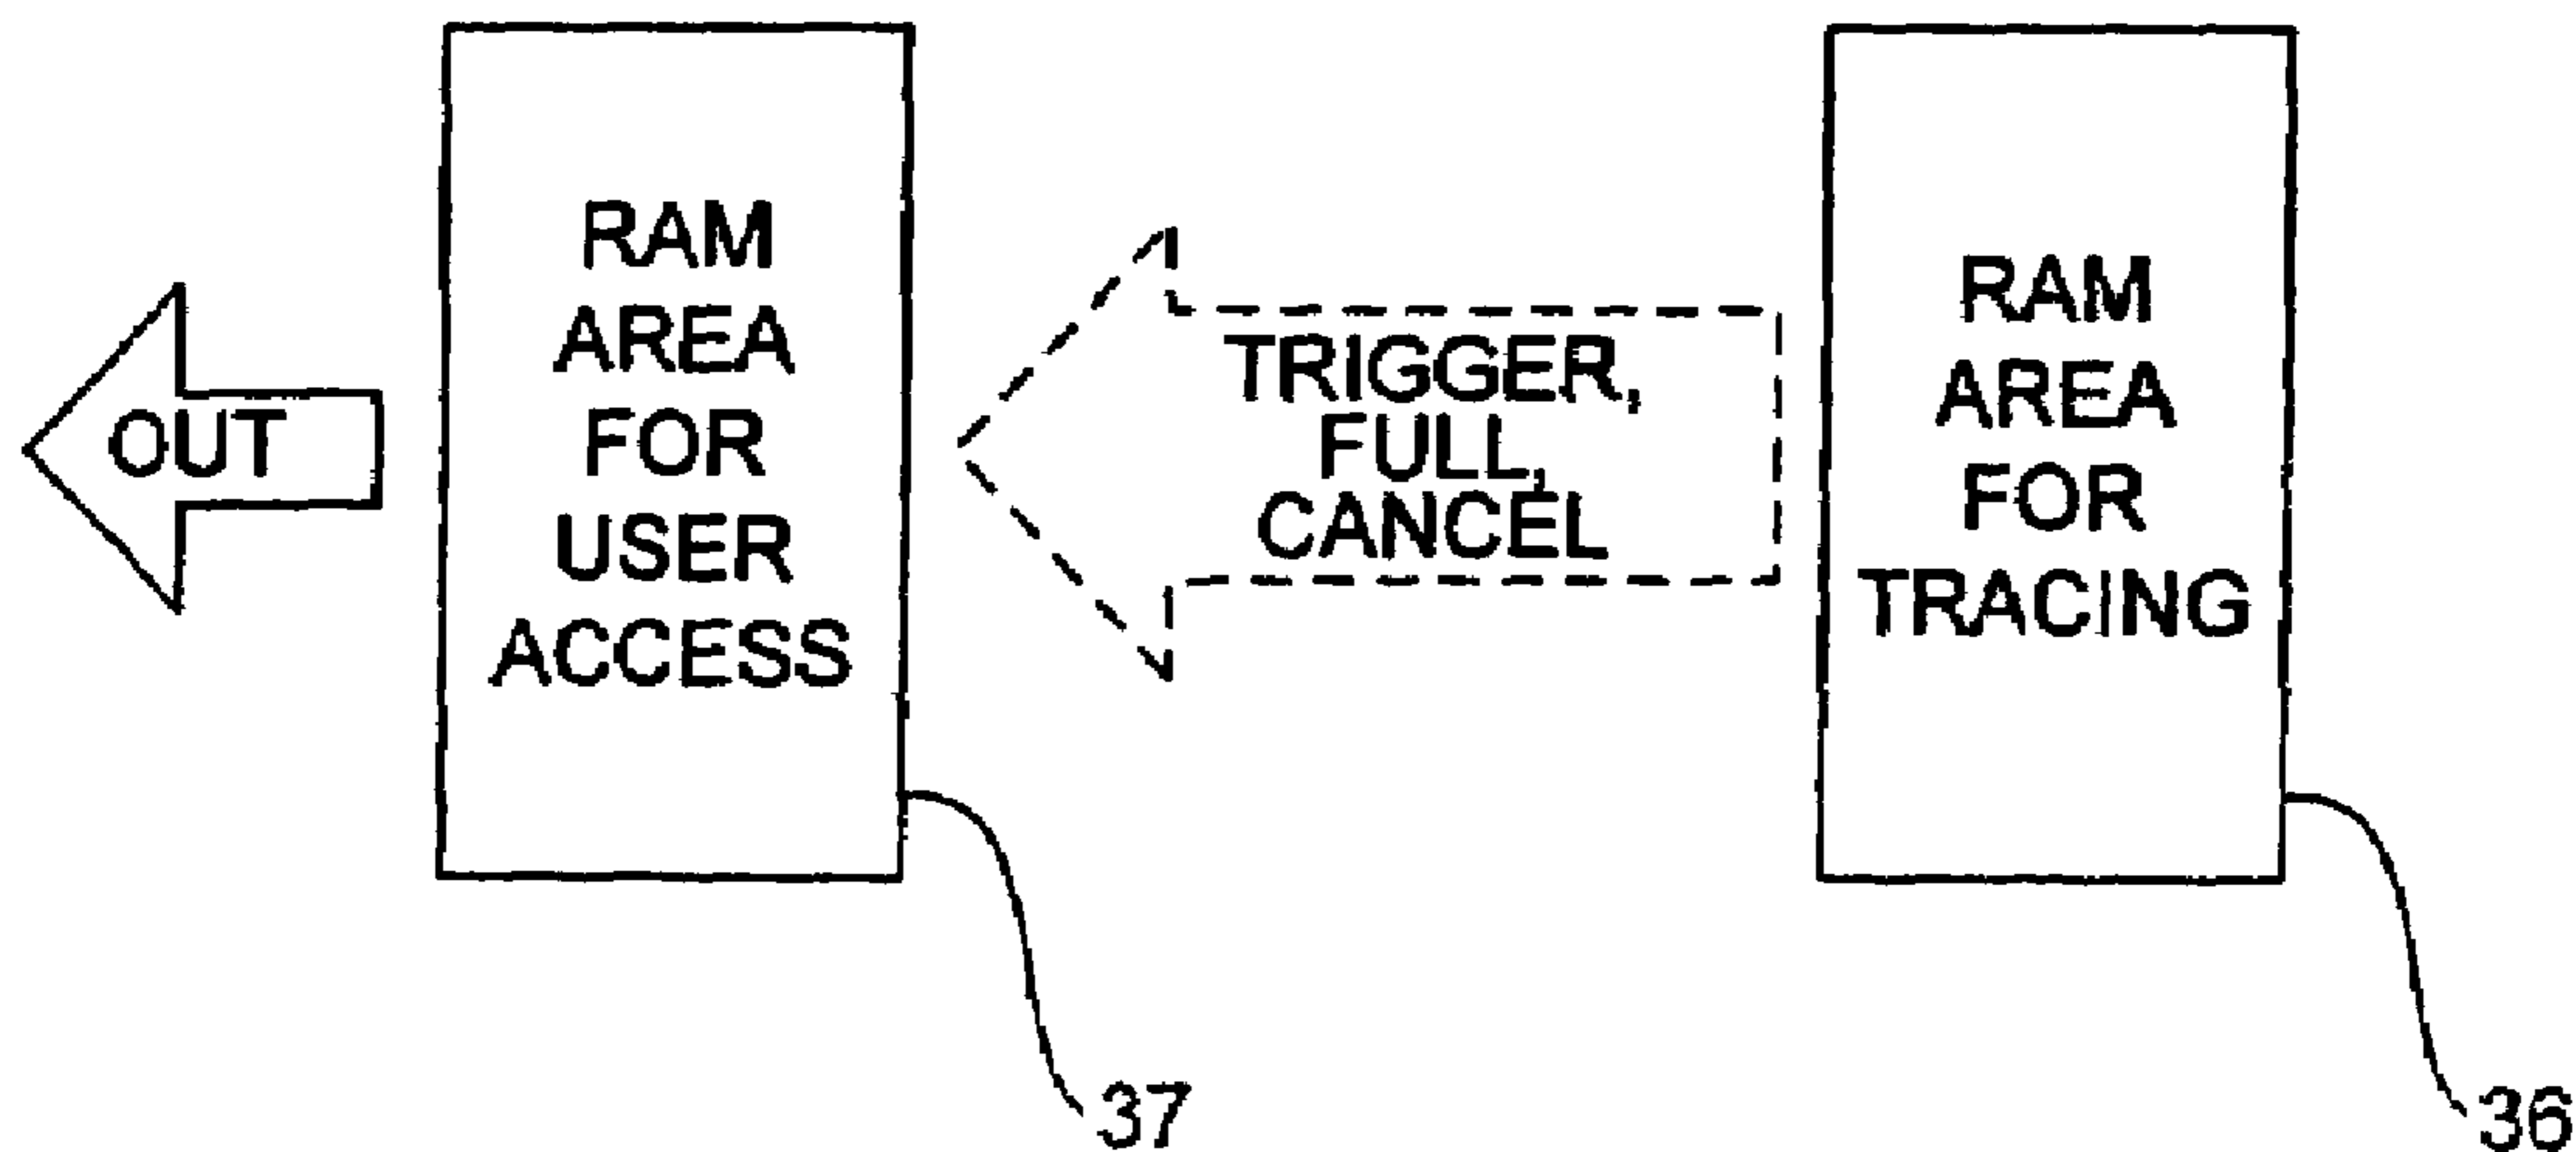 OUT
RAM
AREA
FOR
USER
ACCESS
TRIGGER,
FULL,
CANCEL
RAM
AREA
FOR
TRACING
37
36